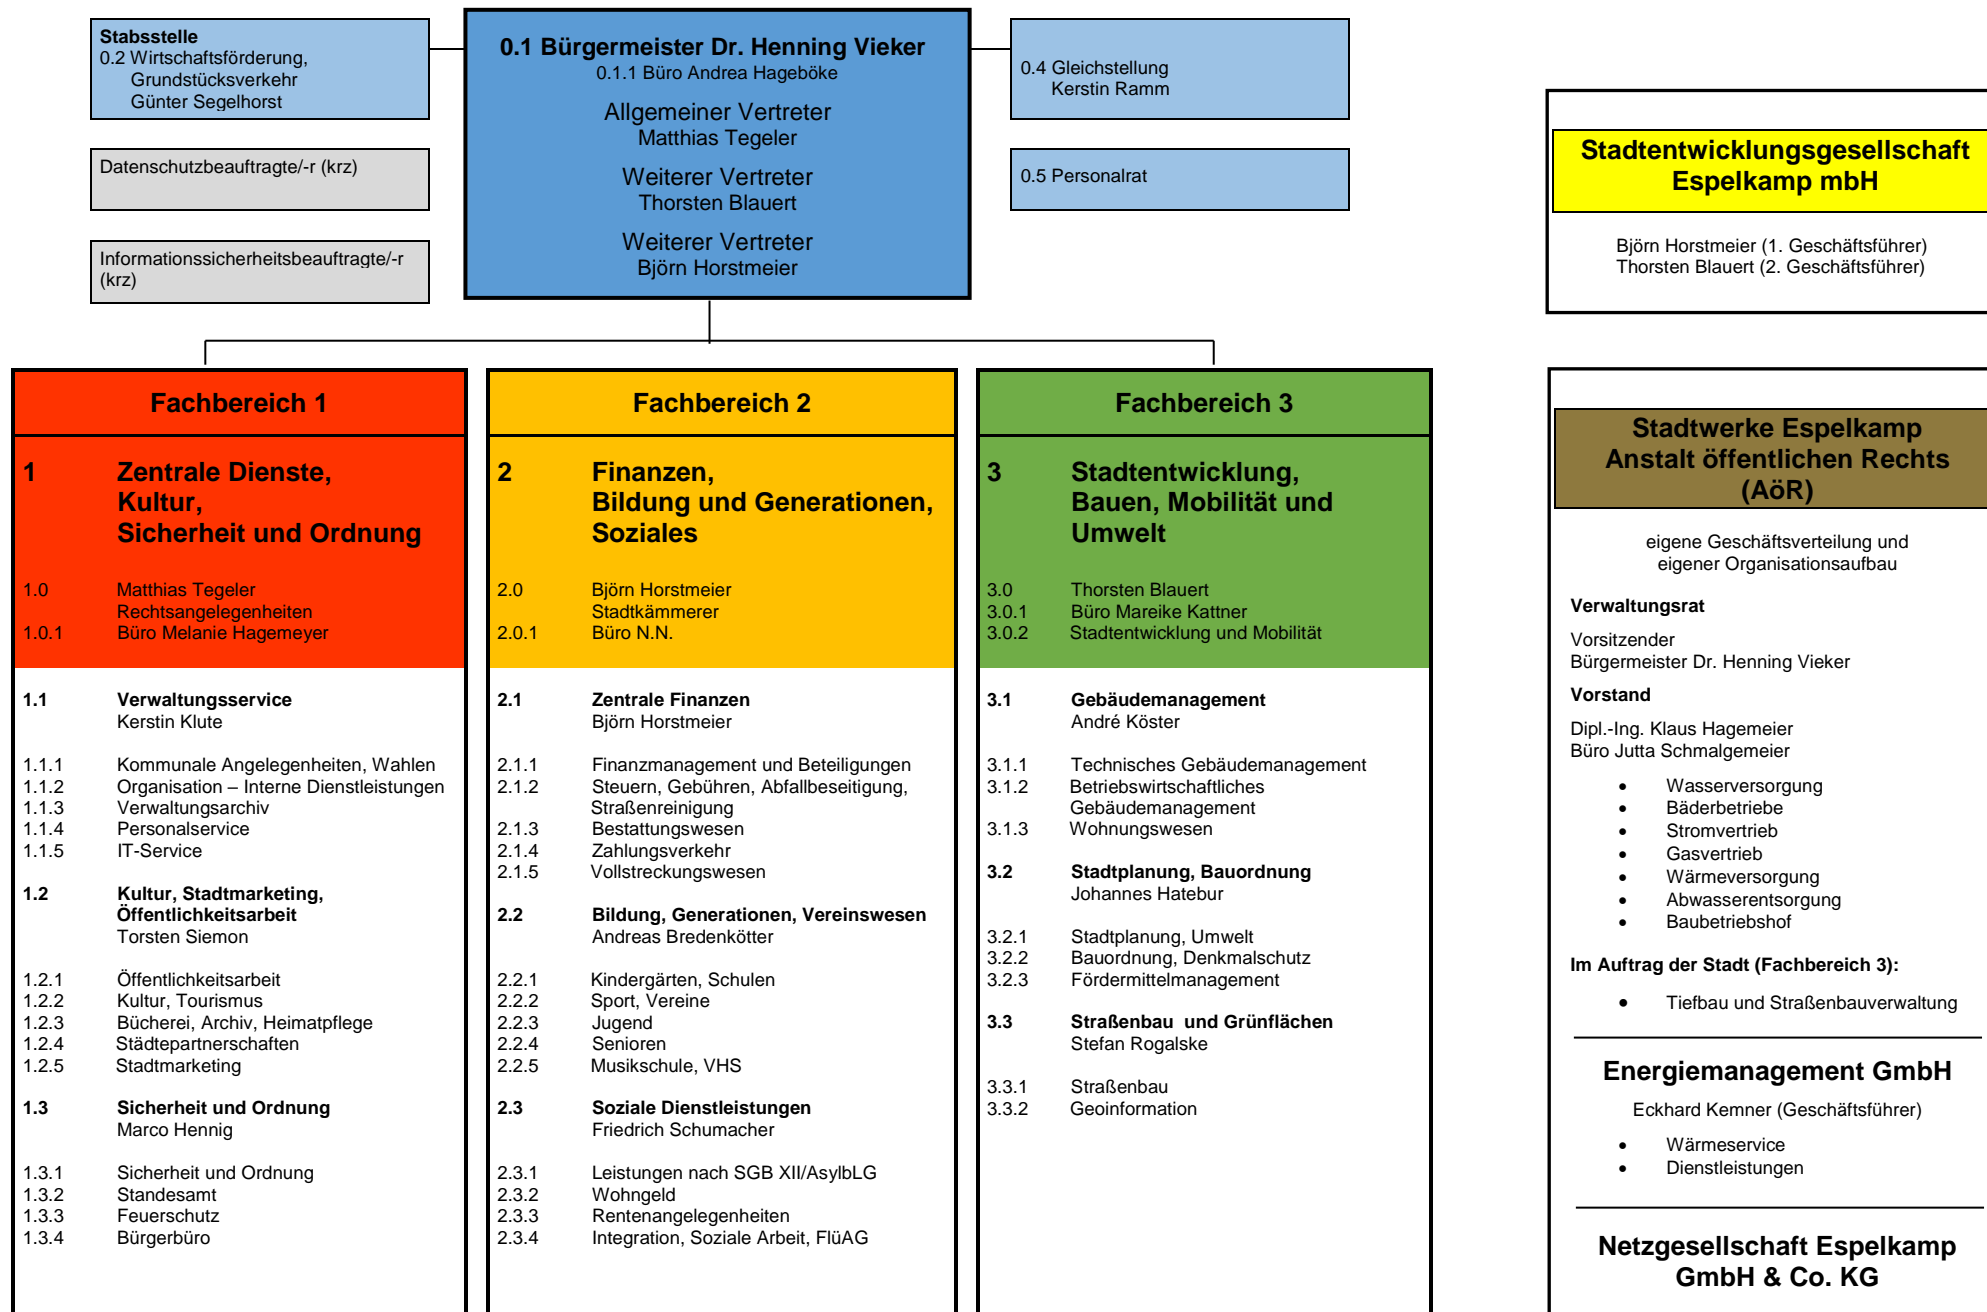 Stabsstelle
0.2 Wirtschaftsförderung,
Grundstücksverkehr
Günter Segelhorst
Datenschutzbeauftragte/-r (krz)
Informationssicherheitsbeauftragte/-r
(krz)
0.1 Bürgermeister Dr. Henning Vieker
0.1.1 Büro Andrea Hageböke
Allgemeiner Vertreter
Matthias Tegeler
Weiterer Vertreter
Thorsten Blauert
Weiterer Vertreter
Björn Horstmeier
0.4 Gleichstellung
Kerstin Ramm
0.5 Personalrat
Stadtentwicklungsgesellschaft
Espelkamp mbH
Björn Horstmeier (1. Geschäftsführer)
Thorsten Blauert (2. Geschäftsführer)
Fachbereich 1
1 Zentrale Dienste,
Kultur,
Sicherheit und Ordnung
1.0 Matthias Tegeler
Rechtsangelegenheiten
1.0.1 Büro Melanie Hagemeyer
1.1 Verwaltungsservice
Kerstin Klute
1.1.1 Kommunale Angelegenheiten, Wahlen
1.1.2 Organisation – Interne Dienstleistungen
1.1.3 Verwaltungsarchiv
1.1.4 Personalservice
1.1.5 IT-Service
1.2 Kultur, Stadtmarketing,
Öffentlichkeitsarbeit
Torsten Siemon
1.2.1 Öffentlichkeitsarbeit
1.2.2 Kultur, Tourismus
1.2.3 Bücherei, Archiv, Heimatpflege
1.2.4 Städtepartnerschaften
1.2.5 Stadtmarketing
1.3 Sicherheit und Ordnung
Marco Hennig
1.3.1 Sicherheit und Ordnung
1.3.2 Standesamt
1.3.3 Feuerschutz
1.3.4 Bürgerbüro
Fachbereich 2
2 Finanzen,
Bildung und Generationen,
Soziales
2.0 Björn Horstmeier
Stadtkämmerer
2.0.1 Büro N.N.
2.1 Zentrale Finanzen
Björn Horstmeier
2.1.1 Finanzmanagement und Beteiligungen
2.1.2 Steuern, Gebühren, Abfallbeseitigung,
Straßenreinigung
2.1.3 Bestattungswesen
2.1.4 Zahlungsverkehr
2.1.5 Vollstreckungswesen
2.2 Bildung, Generationen, Vereinswesen
Andreas Bredenkötter
2.2.1 Kindergärten, Schulen
2.2.2 Sport, Vereine
2.2.3 Jugend
2.2.4 Senioren
2.2.5 Musikschule, VHS
2.3 Soziale Dienstleistungen
Friedrich Schumacher
2.3.1 Leistungen nach SGB XII/AsylbLG
2.3.2 Wohngeld
2.3.3 Rentenangelegenheiten
2.3.4 Integration, Soziale Arbeit, FlüAG
Fachbereich 3
3 Stadtentwicklung,
Bauen, Mobilität und
Umwelt
3.0 Thorsten Blauert
3.0.1 Büro Mareike Kattner
3.0.2 Stadtentwicklung und Mobilität
3.1 Gebäudemanagement
André Köster
3.1.1 Technisches Gebäudemanagement
3.1.2 Betriebswirtschaftliches
Gebäudemanagement
3.1.3 Wohnungswesen
3.2 Stadtplanung, Bauordnung
Johannes Hatebur
3.2.1 Stadtplanung, Umwelt
3.2.2 Bauordnung, Denkmalschutz
3.2.3 Fördermittelmanagement
3.3 Straßenbau und Grünflächen
Stefan Rogalske
3.3.1 Straßenbau
3.3.2 Geoinformation
Stadtwerke Espelkamp
Anstalt öffentlichen Rechts
(AöR)
eigene Geschäftsverteilung und
eigener Organisationsaufbau
Verwaltungsrat
Vorsitzender
Bürgermeister Dr. Henning Vieker
Vorstand
Dipl.-Ing. Klaus Hagemeier
Büro Jutta Schmalgemeier
• Wasserversorgung
• Bäderbetriebe
• Stromvertrieb
• Gasvertrieb
• Wärmeversorgung
• Abwasserentsorgung
• Baubetriebshof
Im Auftrag der Stadt (Fachbereich 3):
• Tiefbau und Straßenbauverwaltung
Energiemanagement GmbH
Eckhard Kemner (Geschäftsführer)
• Wärmeservice
• Dienstleistungen
Netzgesellschaft Espelkamp
GmbH & Co. KG